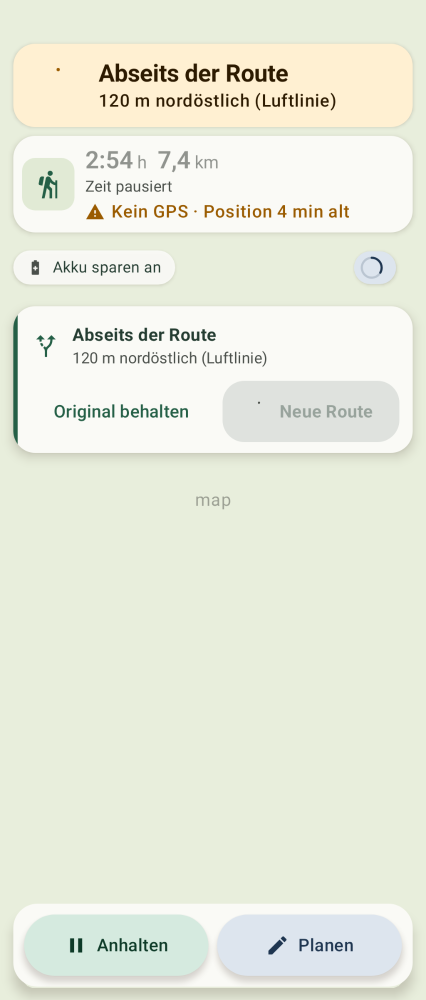 Abseits der Route
120 m nordöstlich (Luftlinie)
2:54 h 7,4 km
Zeit pausiert
Kein GPS · Position 4 min alt
Akku sparen an
Abseits der Route
120 m nordöstlich (Luftlinie)
Original behalten Neue Route
map
Anhalten Planen